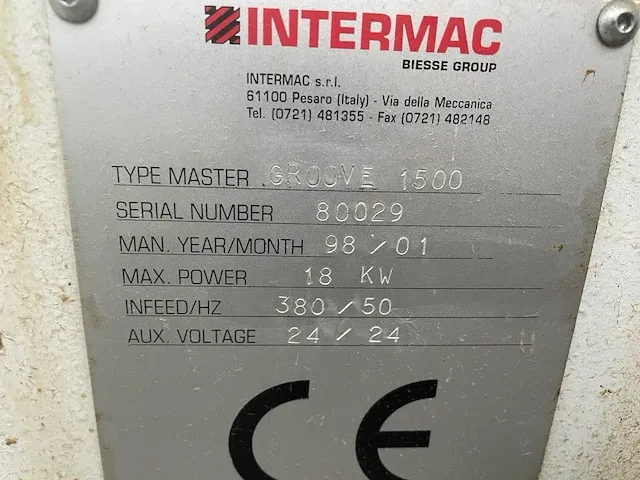 INTERMAC
BIESSE GROUP
INTERMAC s.r.l.
61100 Pesaro (Italy) - Via della Meccanica
Tel. (0721) 481355 - Fax (0721) 482148
TYPE MASTER GROOVE 1500
SERIAL NUMBER 80029
MAN. YEAR/MONTH 98/01
MAX. POWER 18 KW
INFEED/HZ 380/50
AUX. VOLTAGE 24/24
CE